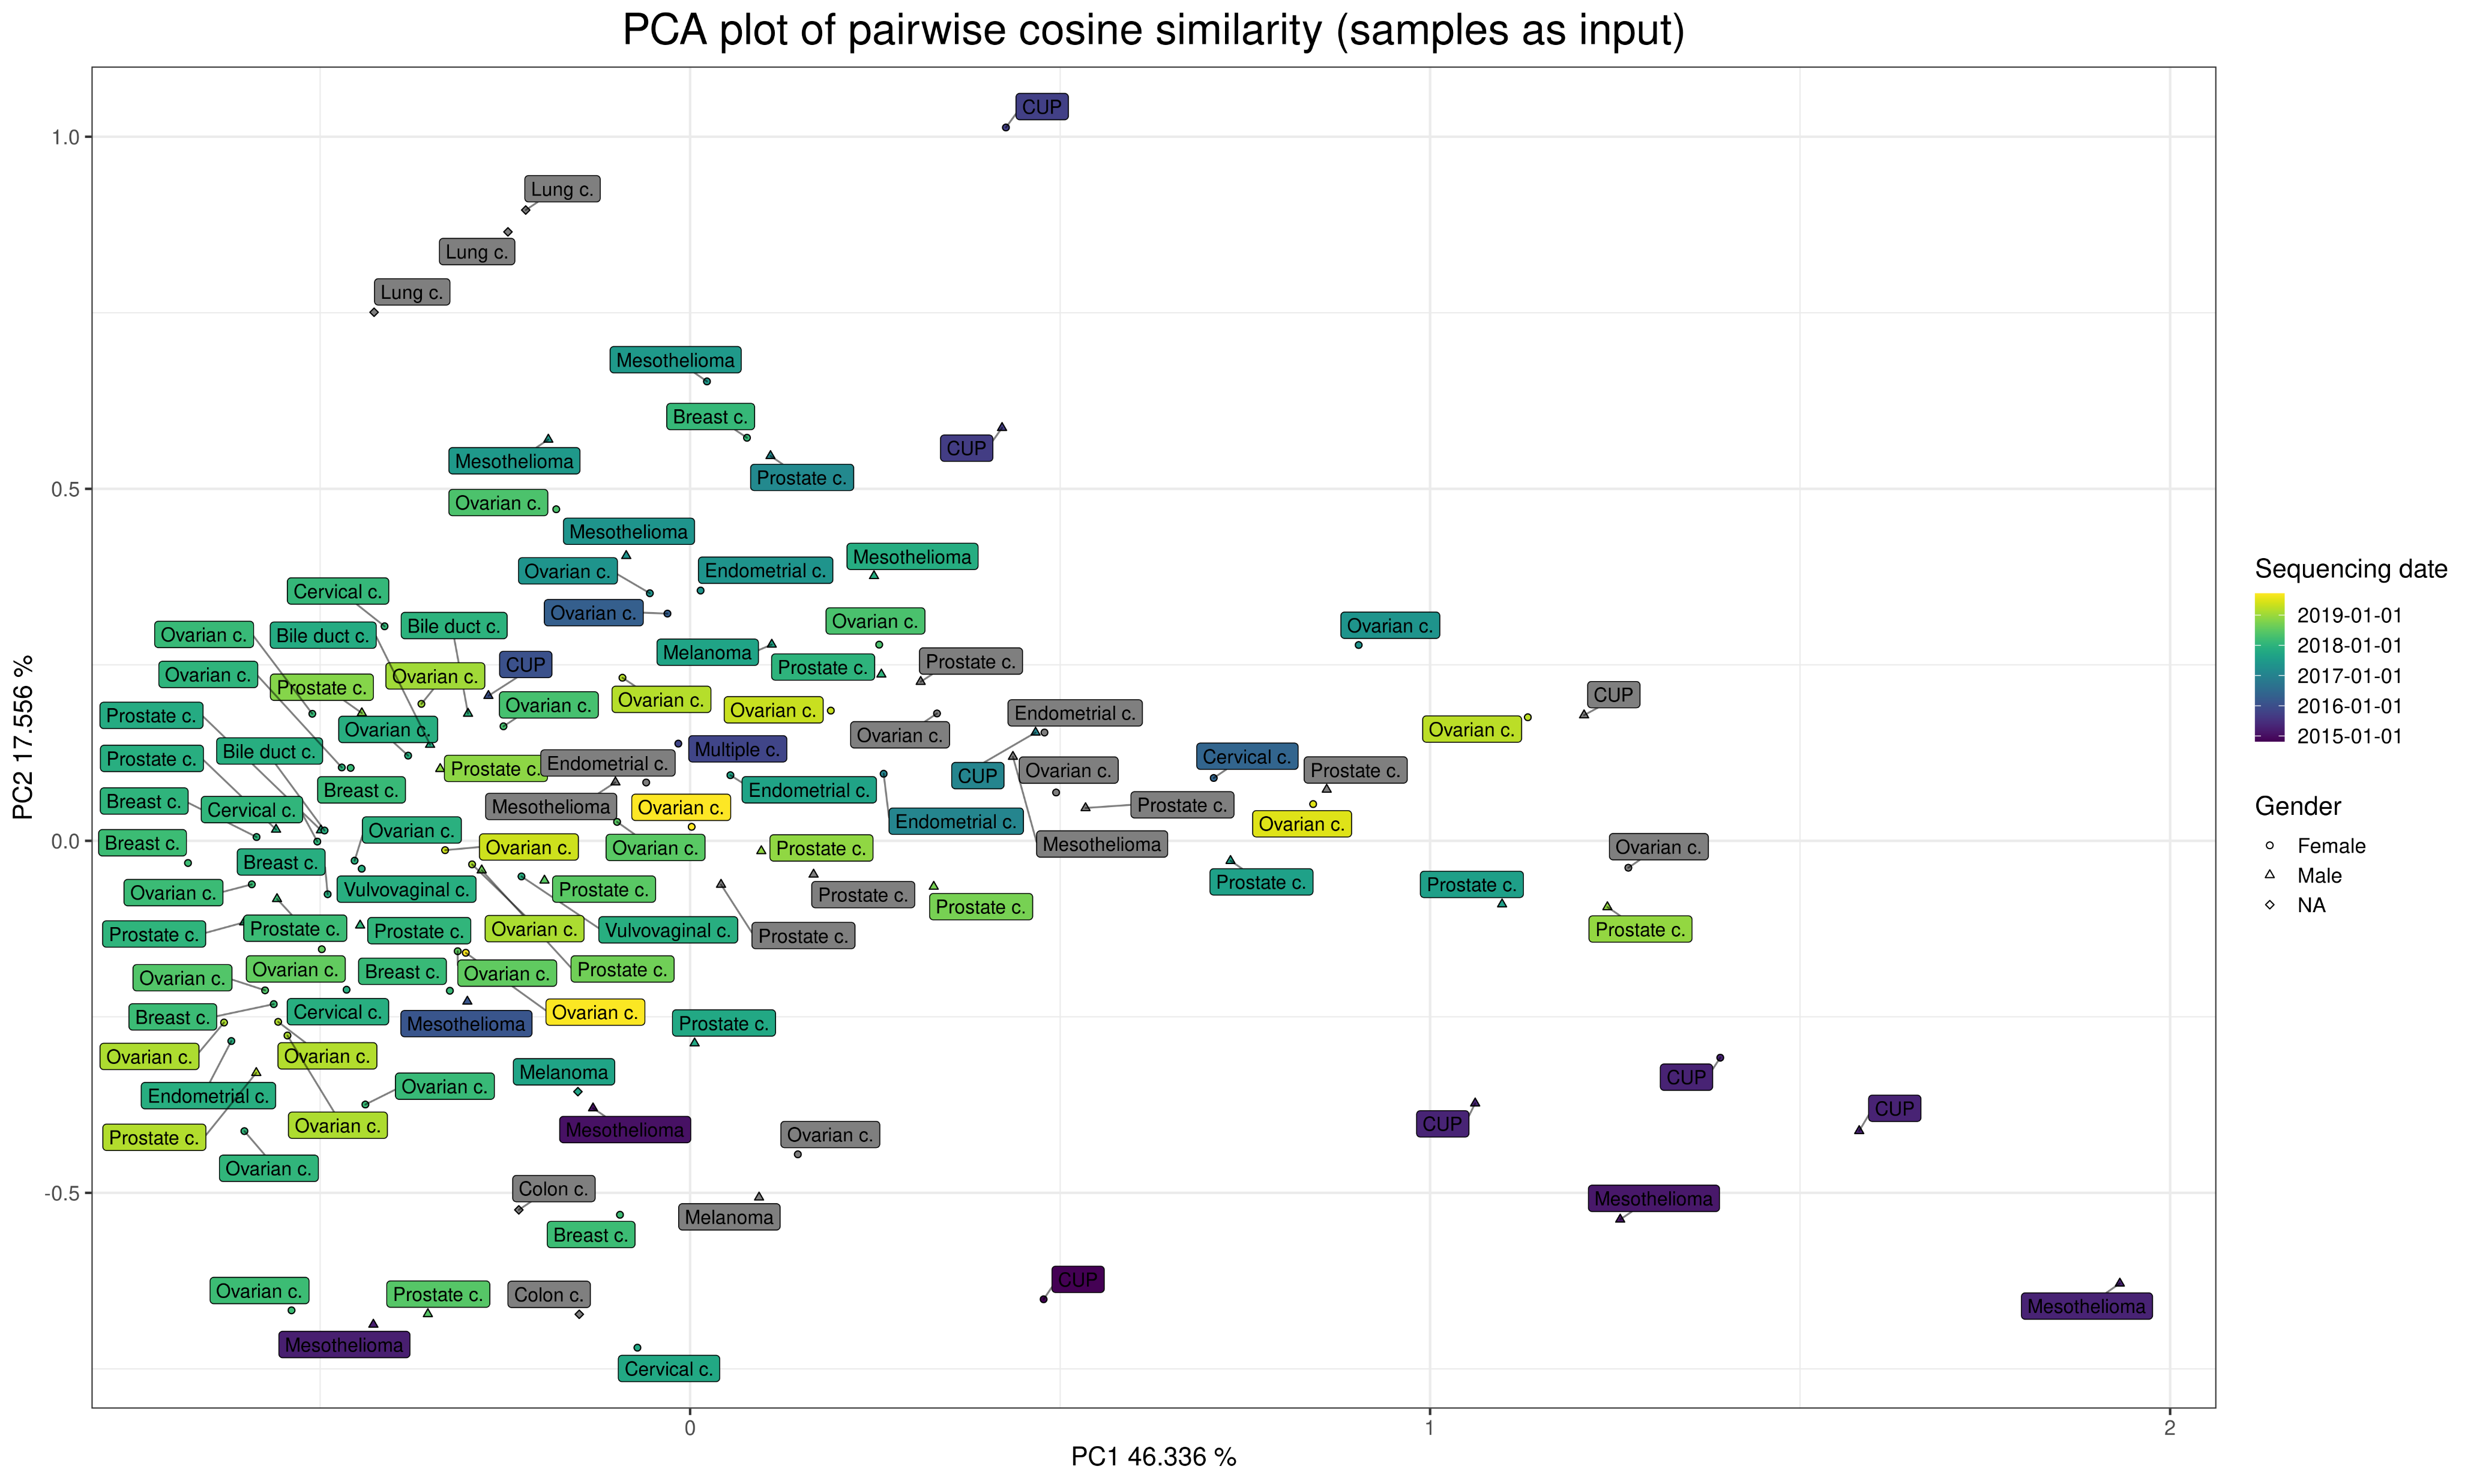 PCA plot of pairwise cosine similarity (samples as input)
CUP
1.0
Lung c.
Lung c.
Lung c.
Mesothelioma
Breast c.
CUP
Mesothelioma
Prostate c.
0.5
Ovarian c.
Mesothelioma
Mesothelioma
Ovarian c.
Endometrial c.
Cervical c.
Ovarian c.
Ovarian c.
Bile duct c.
Bile duct c.
Ovarian c.
Ovarian c.
Melanoma
CUP
Prostate c.
Prostate c.
Ovarian c.
Ovarian c.
Prostate c.
CUP
Ovarian c.
Ovarian c.
Ovarian c.
Ovarian c.
Prostate c.
Endometrial c.
Ovarian c.
Ovarian c.
Ovarian c.
Bile duct c.
Multiple c.
Prostate c.
Cervical c.
Endometrial c.
Prostate c.
CUP
Ovarian c.
Prostate c.
Breast c.
Endometrial c.
Breast c.
Cervical c.
Mesothelioma
Ovarian c.
Prostate c.
Endometrial c.
Ovarian c.
Ovarian c.
0.0
Breast c.
Ovarian c.
Ovarian c.
Prostate c.
Mesothelioma
Ovarian c.
Breast c.
Prostate c.
Prostate c.
Ovarian c.
Vulvovaginal c.
Prostate c.
Prostate c.
Prostate c.
Prostate c.
Prostate c.
Prostate c.
Ovarian c.
Vulvovaginal c.
Prostate c.
Prostate c.
Ovarian c.
Ovarian c.
Breast c.
Ovarian c.
Prostate c.
Breast c.
Cervical c.
Ovarian c.
Mesothelioma
Prostate c.
Ovarian c.
Ovarian c.
Melanoma
CUP
Endometrial c.
Ovarian c.
CUP
Ovarian c.
Mesothelioma
CUP
Prostate c.
Ovarian c.
Ovarian c.
-0.5
Colon c.
Mesothelioma
Melanoma
Breast c.
CUP
Ovarian c.
Prostate c.
Colon c.
Mesothelioma
Mesothelioma
Cervical c.
0
1
2
PC1 46.336 %
PC2 17.556 %
Sequencing date
2019-01-01
2018-01-01
2017-01-01
2016-01-01
2015-01-01
Gender
Female
Male
NA